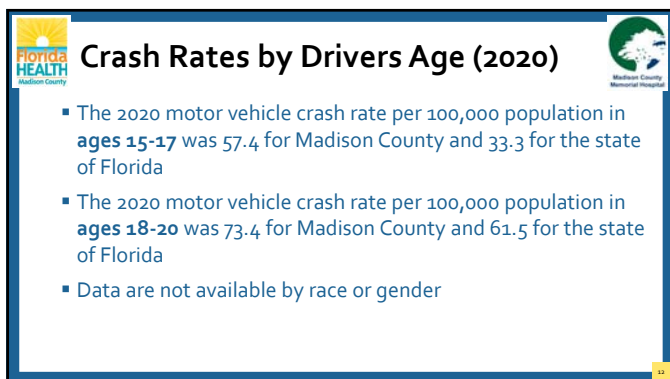 Florida
HEALTH
Madison County
Crash Rates by Drivers Age (2020)
Madison County
Memorial Hospital
▪ The 2020 motor vehicle crash rate per 100,000 population in
ages 15-17 was 57.4 for Madison County and 33.3 for the state
of Florida
▪ The 2020 motor vehicle crash rate per 100,000 population in
ages 18-20 was 73.4 for Madison County and 61.5 for the state
of Florida
▪ Data are not available by race or gender
12